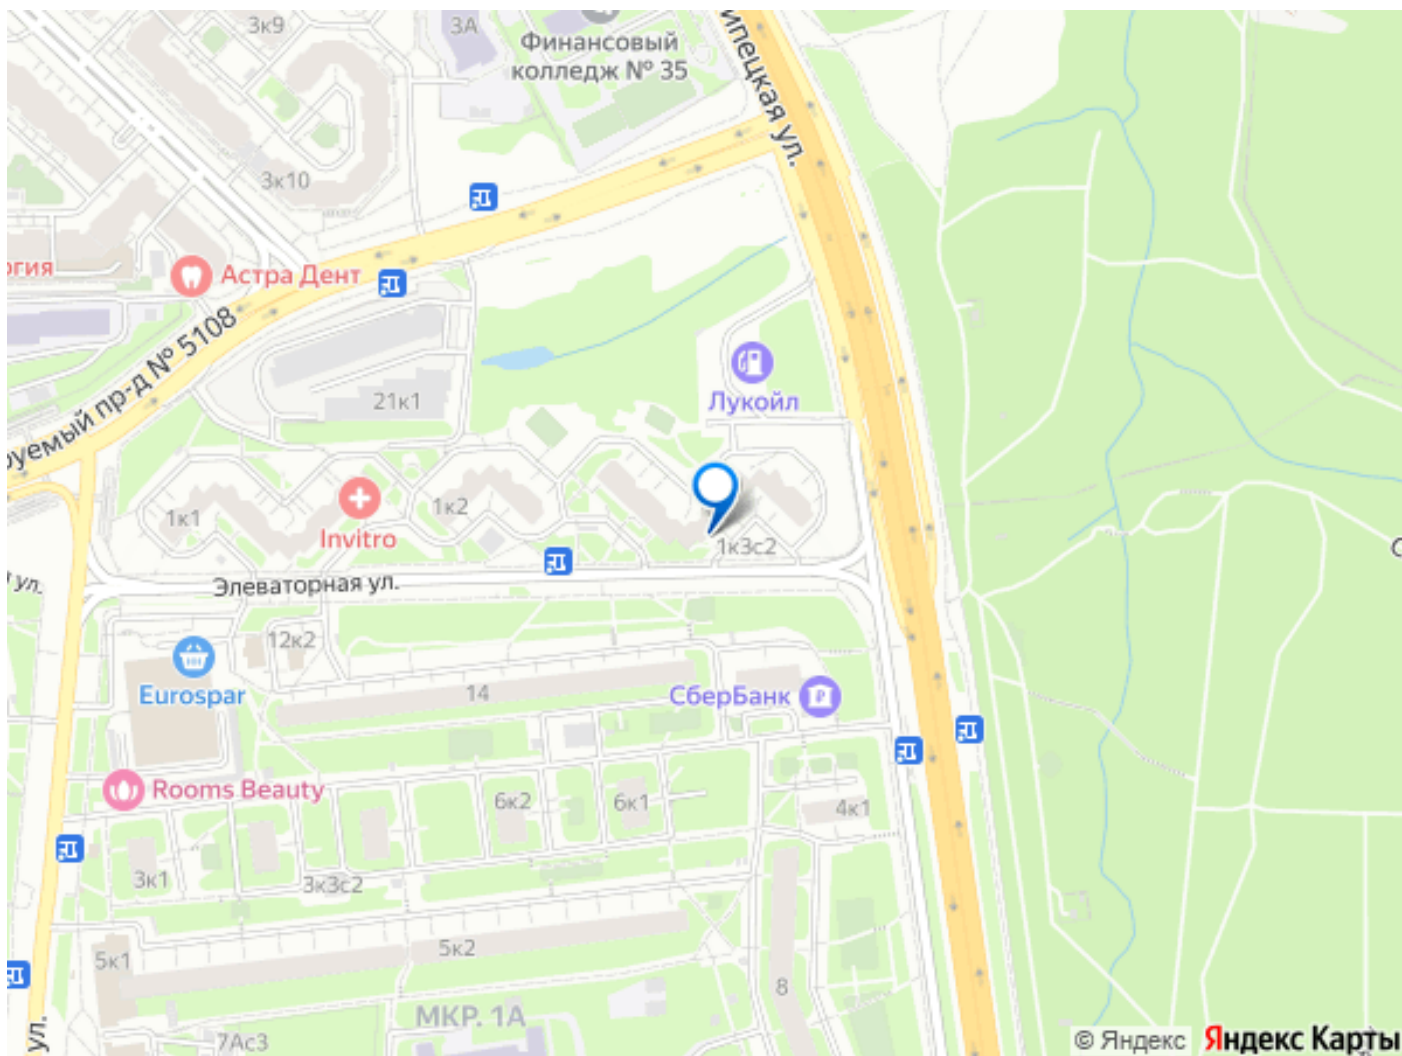 3к9
3А
Финансовый
колледж № 35
ипецкая ул.
3к10
огия
Астра Дент
руемый пр-д № 5108
21к1
Лукойл
1к1
1к2
Invitro
1к3с2
Элеваторная ул.
ул.
12к2
Eurospar
14
СберБанк
Rooms Beauty
6к2
6к1
4к1
3к1
3к3с2
5к1
5к2
8
МКР. 1А
7Ас3
ул.
© Яндекс Яндекс Карты